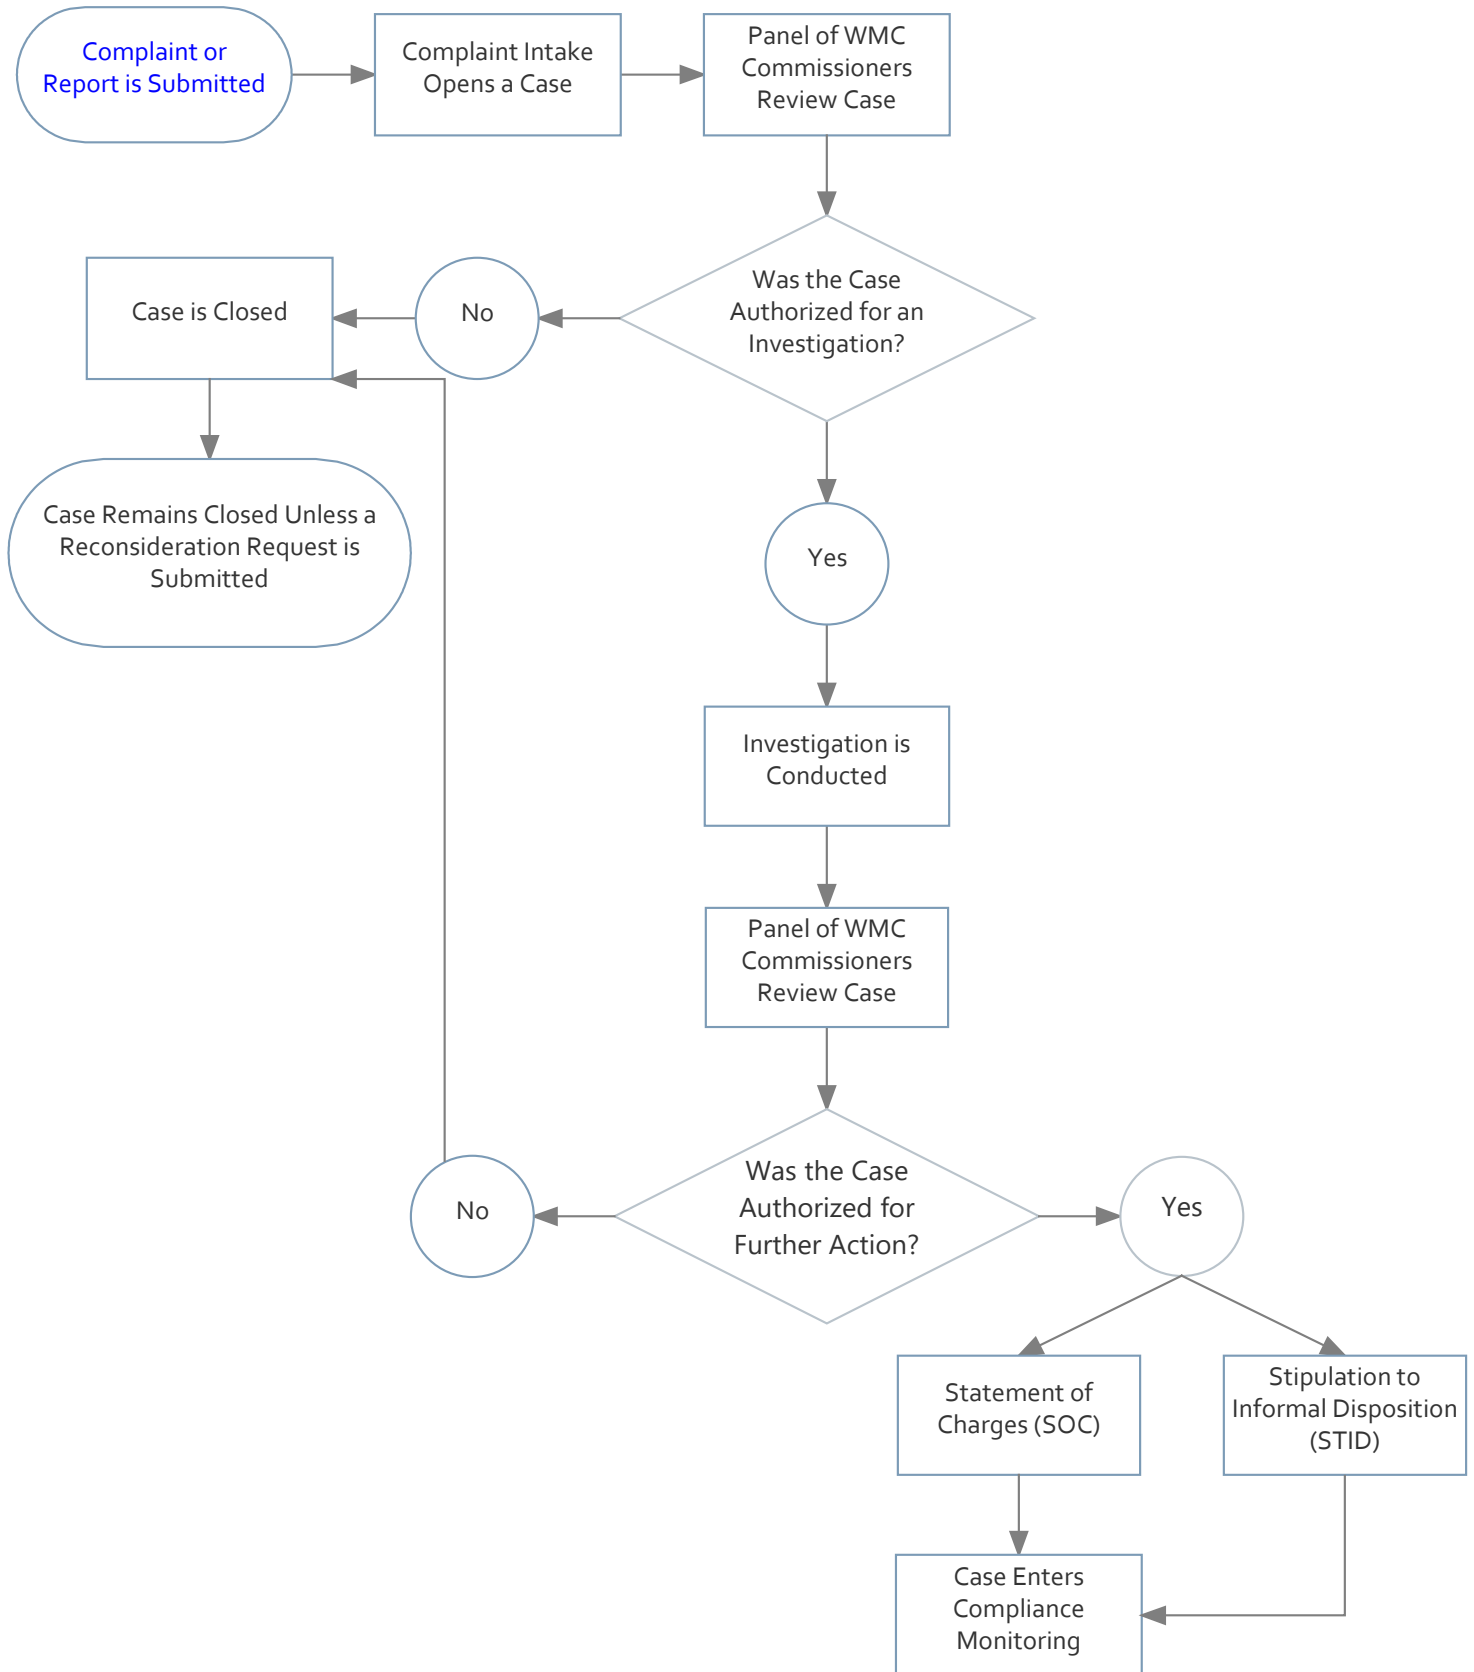 Complaint or
Report is Submitted
Complaint Intake
Opens a Case
Panel of WMC
Commissioners
Review Case
Was the Case
Authorized for an
Investigation?
No
Case is Closed
Case Remains Closed Unless a
Reconsideration Request is
Submitted
Yes
Investigation is
Conducted
Panel of WMC
Commissioners
Review Case
Was the Case
Authorized for
Further Action?
No
Yes
Statement of
Charges (SOC)
Stipulation to
Informal Disposition
(STID)
Case Enters
Compliance
Monitoring